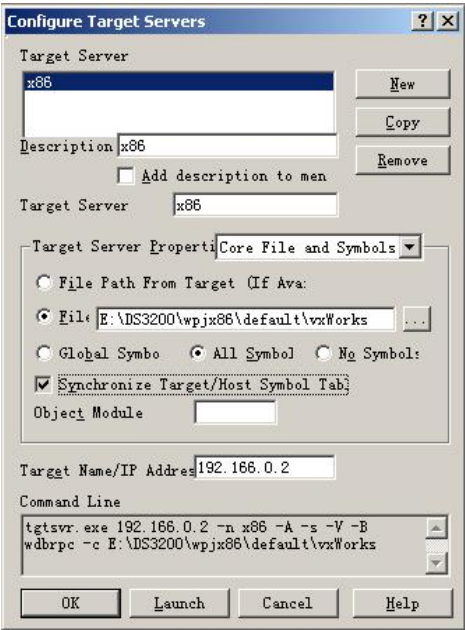 Configure Target Servers
Target Server
x86
New
Copy
Remove
Description x86
Add description to men
Target Server x86
Target Server Properti Core File and Symbols
File Path From Target (If Ava:
File E:\DS3200\wpjx86\default\vxWorks ...
Global Symbo All Symbol No Symbols
Synchronize Target/Host Symbol Tab
Object Module
Target Name/IP Addres 192.166.0.2
Command Line
tgtsvr.exe 192.166.0.2 -n x86 -A -s -V -B
wdbrpc -c E:\DS3200\wpjx86\default\vxWorks
OK Launch Cancel Help